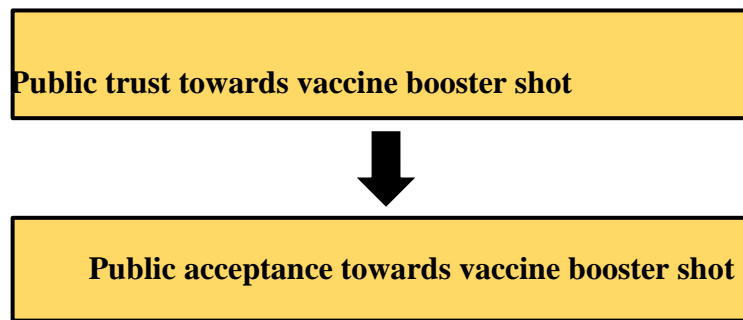 Public trust towards vaccine booster shot
Public acceptance towards vaccine booster shot